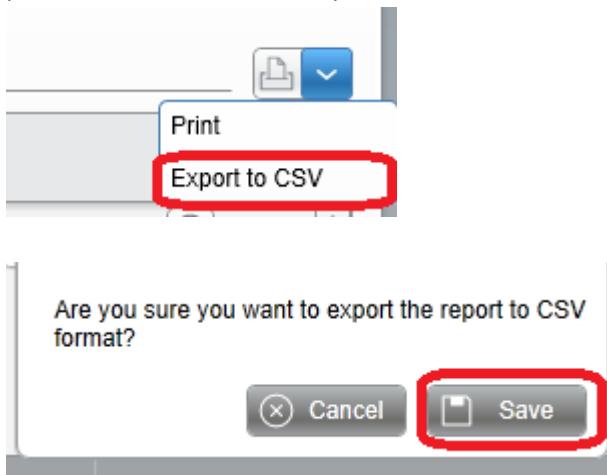 Print
Export to CSV
Are you sure you want to export the report to CSV
format?
Cancel
Save